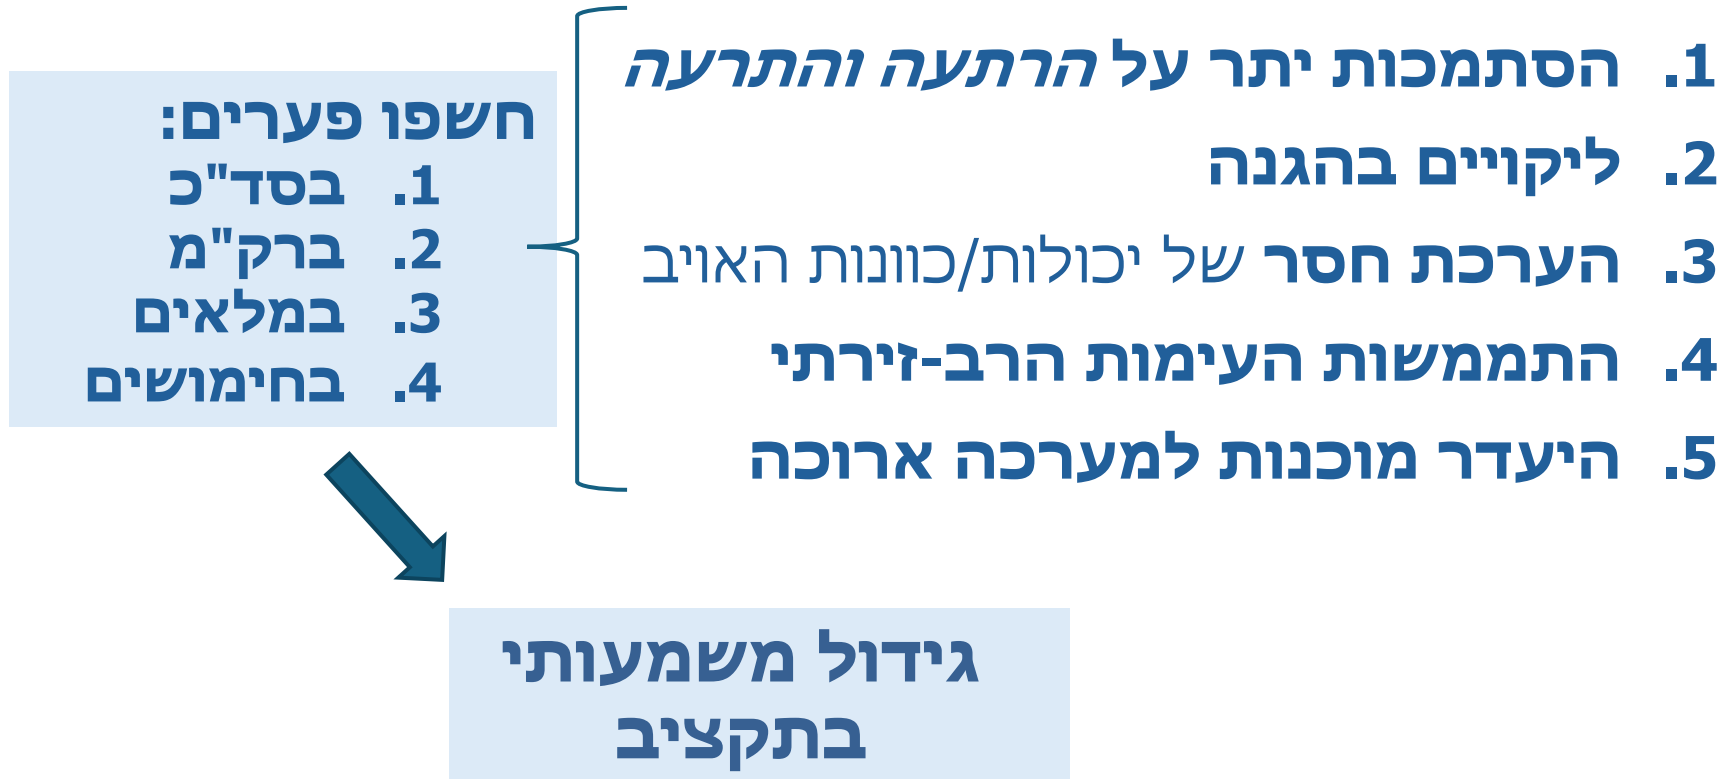 1. הסתמכות יתר על הרתעה והתרעה
2. ליקויים בהגנה
3. הערכת חסר של יכולות/כוונות האויב
4. התממשות העימות הרב-זירתי
5. היעדר מוכנות למערכה ארוכה
חשפו פערים:
1. בסד"כ
2. ברק"מ
3. במלאים
4. בחימושים
גידול משמעותי
בתקציב